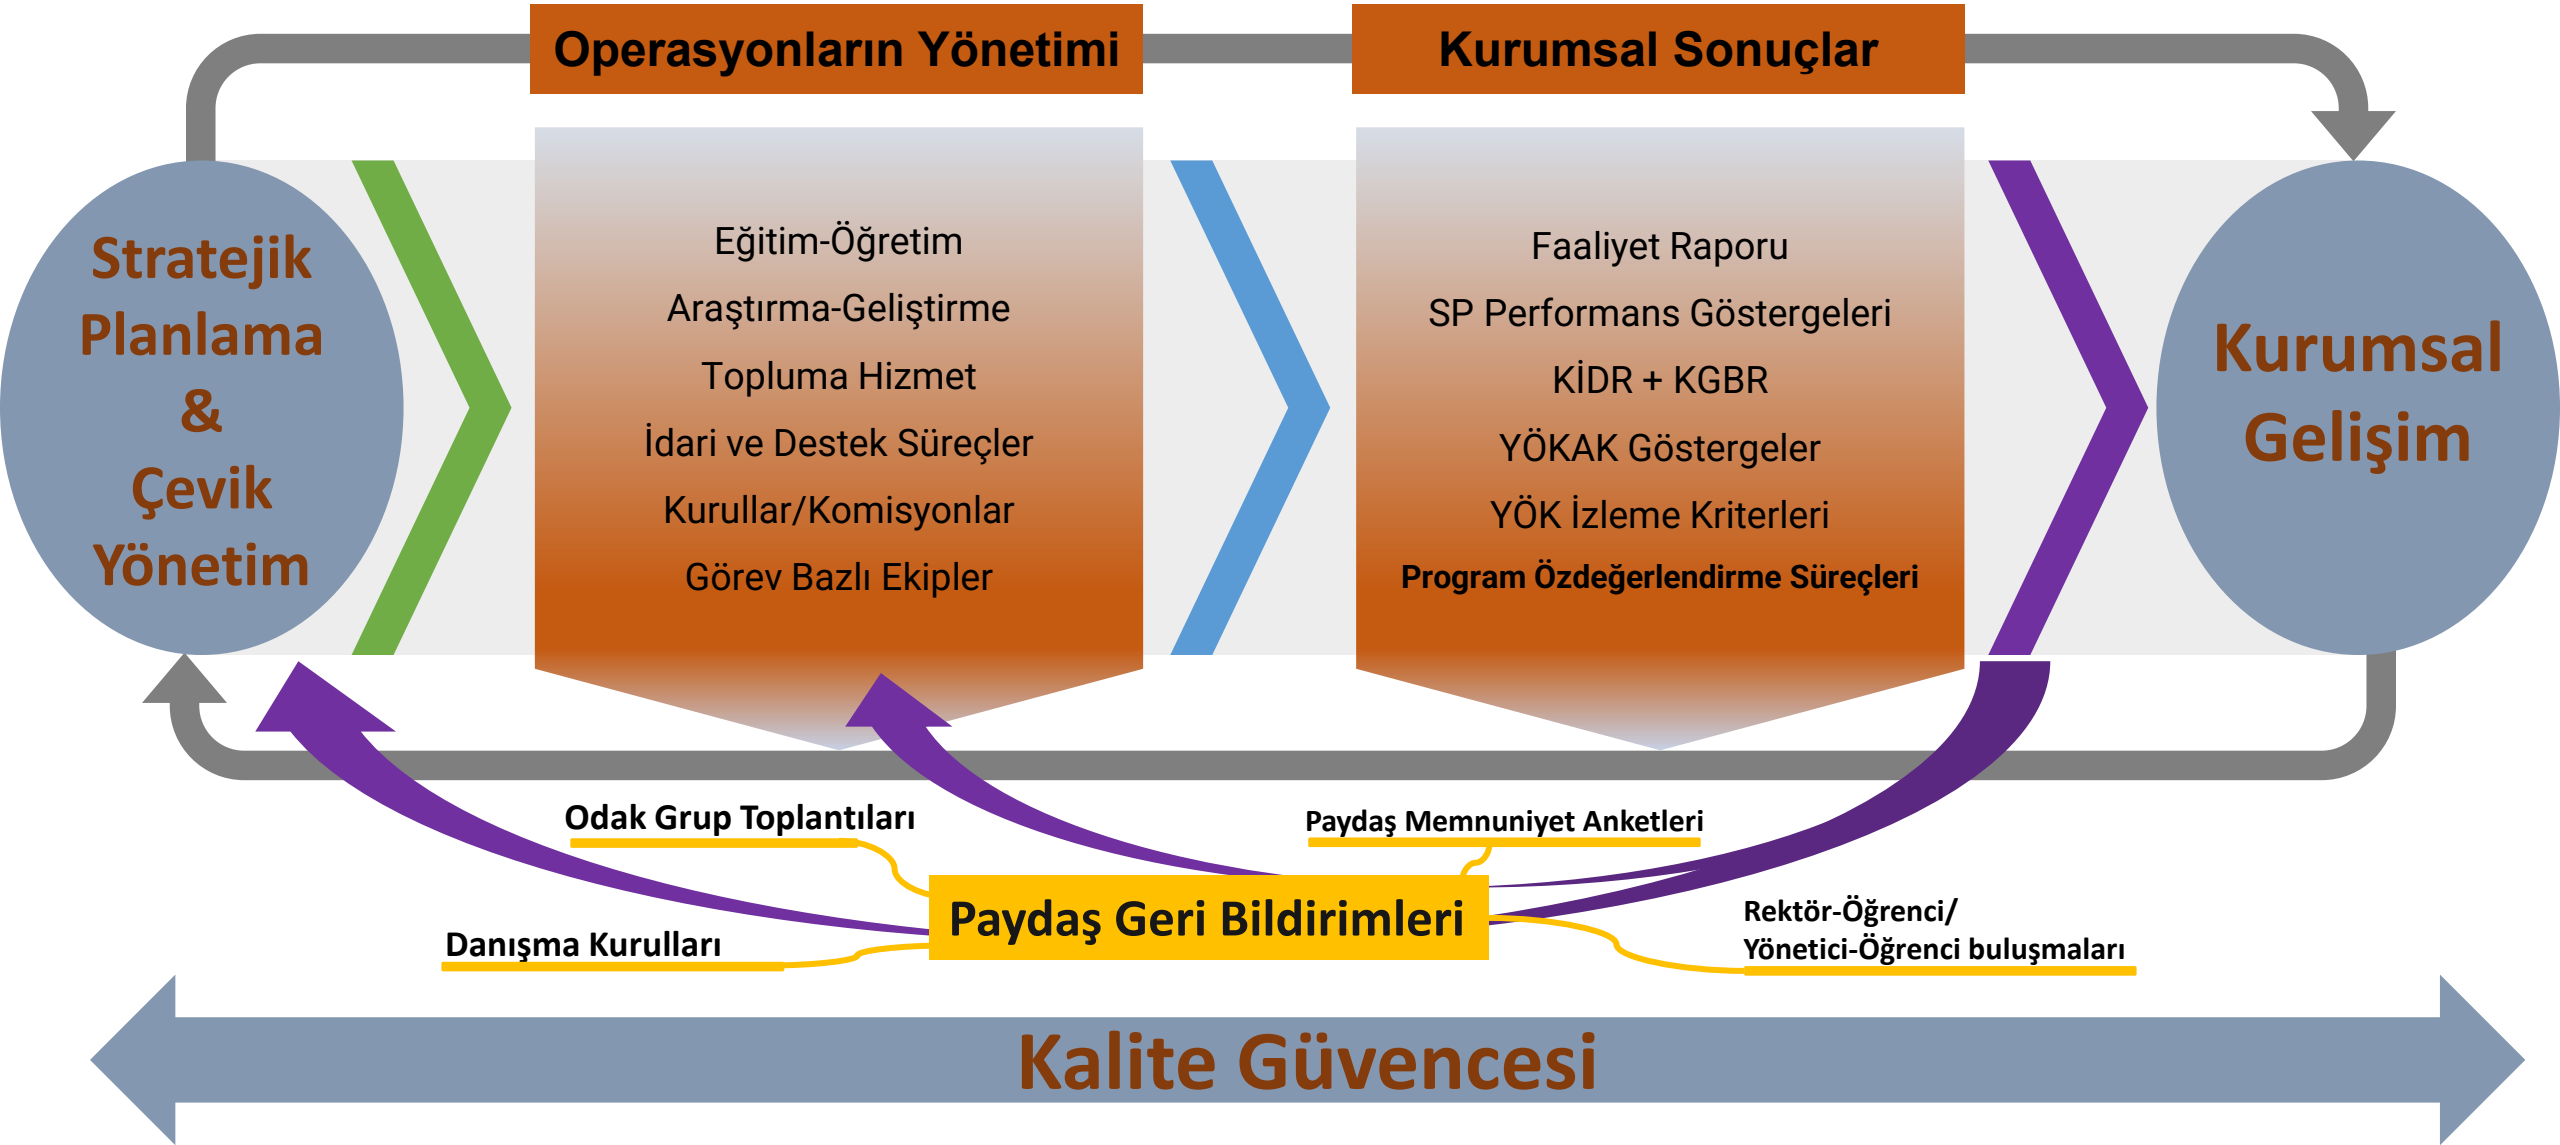 Operasyonların Yönetimi
Kurumsal Sonuçlar
Stratejik
Planlama
&
Çevik
Yönetim
Eğitim-Öğretim
Araştırma-Geliştirme
Topluma Hizmet
İdari ve Destek Süreçler
Kurullar/Komisyonlar
Görev Bazlı Ekipler
Faaliyet Raporu
SP Performans Göstergeleri
KİDR + KGBR
YÖKAK Göstergeler
YÖK İzleme Kriterleri
Program Özdeğerlendirme Süreçleri
Kurumsal
Gelişim
Odak Grup Toplantıları
Paydaş Memnuniyet Anketleri
Paydaş Geri Bildirimleri
Danışma Kurulları
Rektör-Öğrenci/
Yönetici-Öğrenci buluşmaları
Kalite Güvencesi